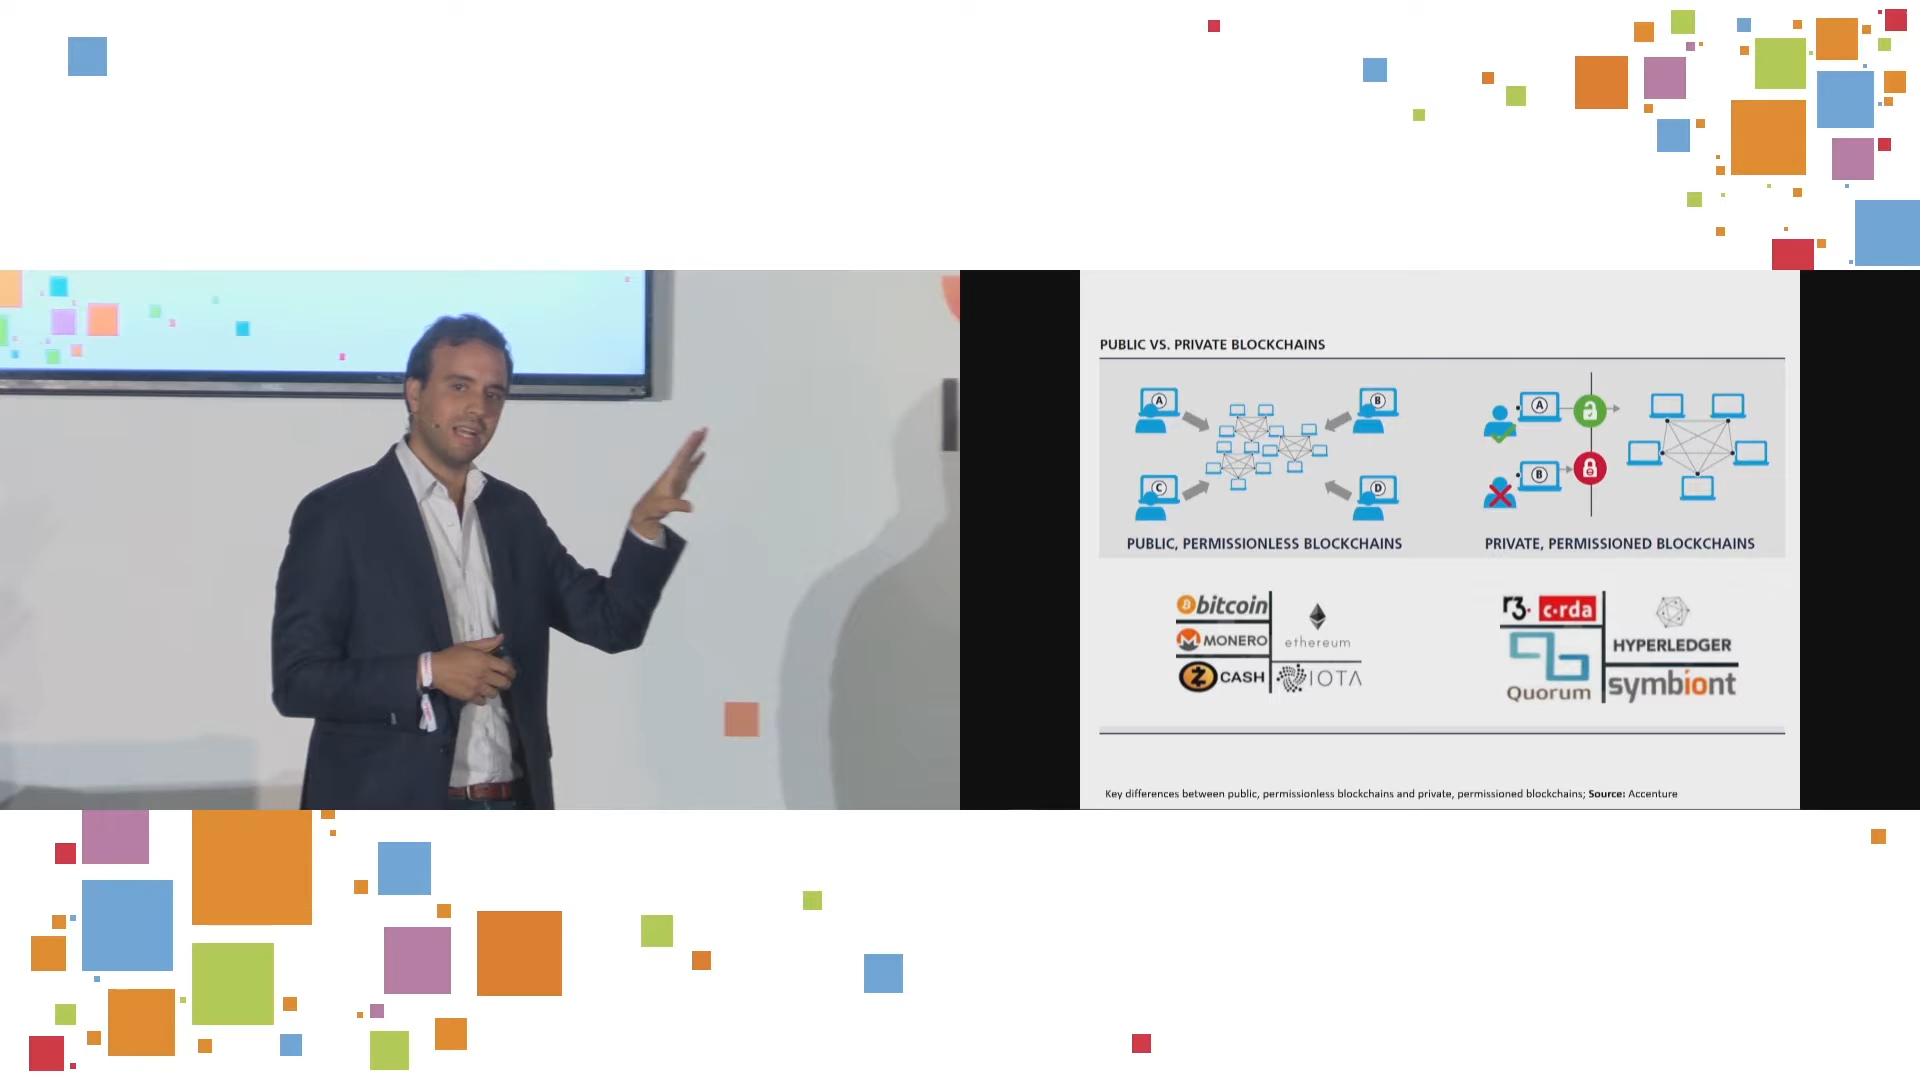 PUBLIC VS. PRIVATE BLOCKCHAINS
A
B
C
D
A
B
PUBLIC, PERMISSIONLESS BLOCKCHAINS
PRIVATE, PERMISSIONED BLOCKCHAINS
bitcoin
MONERO
ethereum
CASH
IOTA
r3. c·rda
HYPERLEDGER
Quorum
symbiont
Key differences between public, permissionless blockchains and private, permissioned blockchains; Source: Accenture